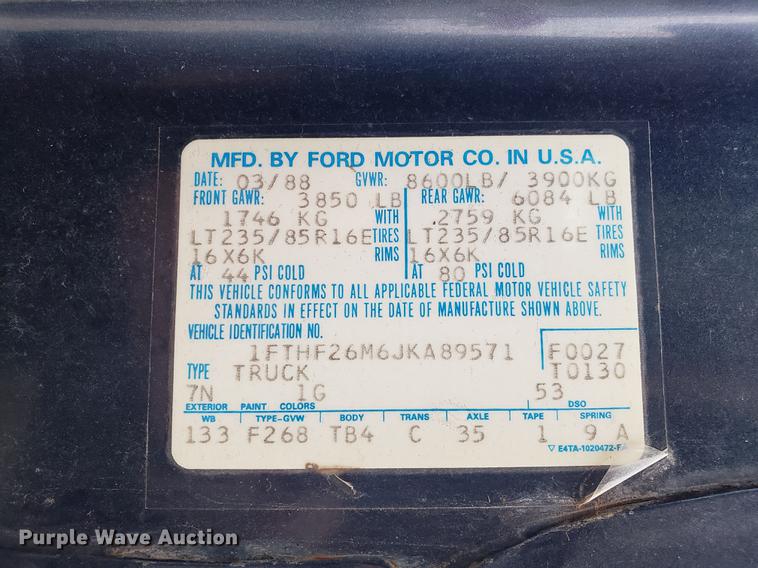 MFD. BY FORD MOTOR CO. IN U.S.A.
DATE: 03/88 GVWR: 8600LB/ 3900KG
FRONT GAWR: 3850 LB REAR GAWR: 6084 LB
1746 KG WITH 2759 KG WITH
LT235/85R16E TIRES LT235/85R16E TIRES
16X6K RIMS 16X6K RIMS
AT 44 PSI COLD AT 80 PSI COLD
THIS VEHICLE CONFORMS TO ALL APPLICABLE FEDERAL MOTOR VEHICLE SAFETY
STANDARDS IN EFFECT ON THE DATE OF MANUFACTURE SHOWN ABOVE.
VEHICLE IDENTIFICATION NO.
1FTHF26M6JKA89571 F0027
TYPE TRUCK T0130
7N 1G 53
EXTERIOR PAINT COLORS DSO
WB TYPE-GVW BODY TRANS AXLE TAPE SPRING
133 F268 TB4 C 35 1 9 A
▽ E4TA-1020472-FA
Purple Wave Auction